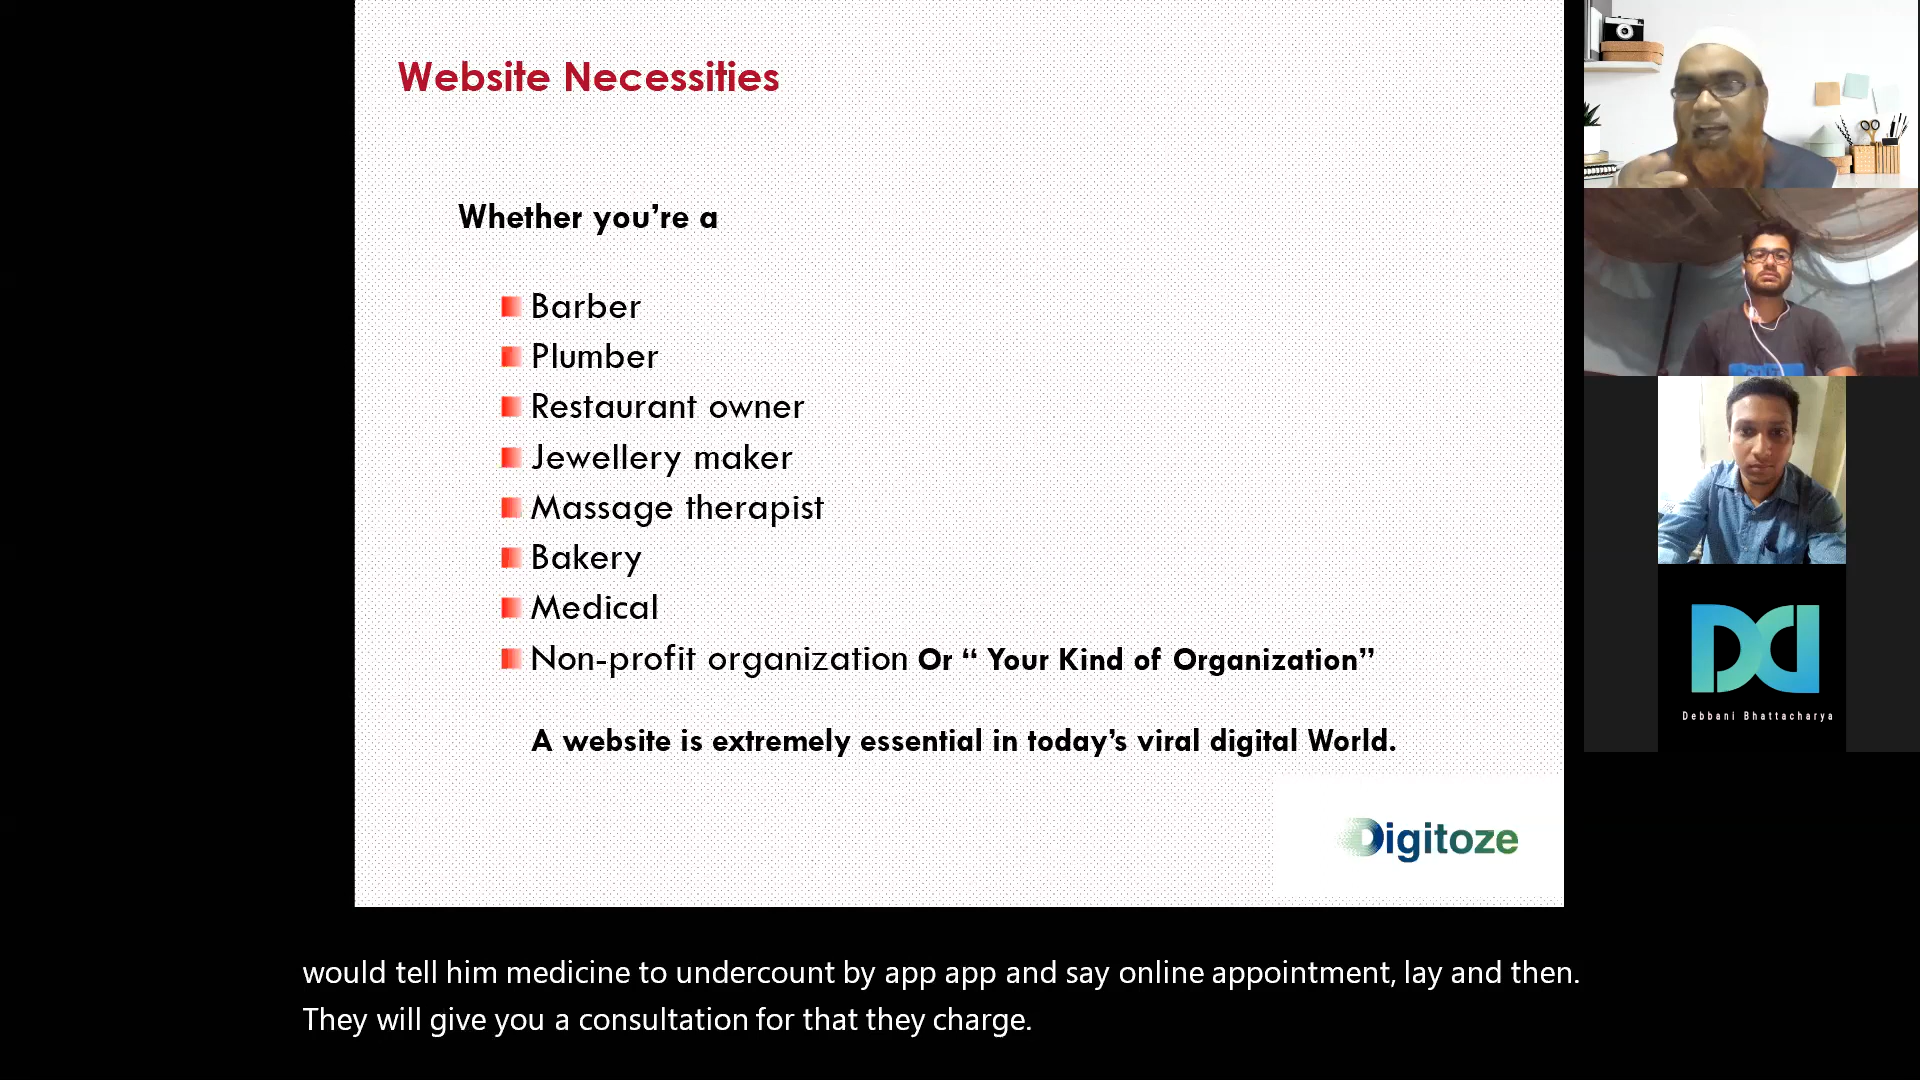 Website Necessities
Whether you’re a
Barber
Plumber
Restaurant owner
Jewellery maker
Massage therapist
Bakery
Medical
Non-profit organization Or “ Your Kind of Organization”
A website is extremely essential in today’s viral digital World.
Digitoze
Dd
Debbani Bhattacharya
would tell him medicine to undercount by app app and say online appointment, lay and then.
They will give you a consultation for that they charge.